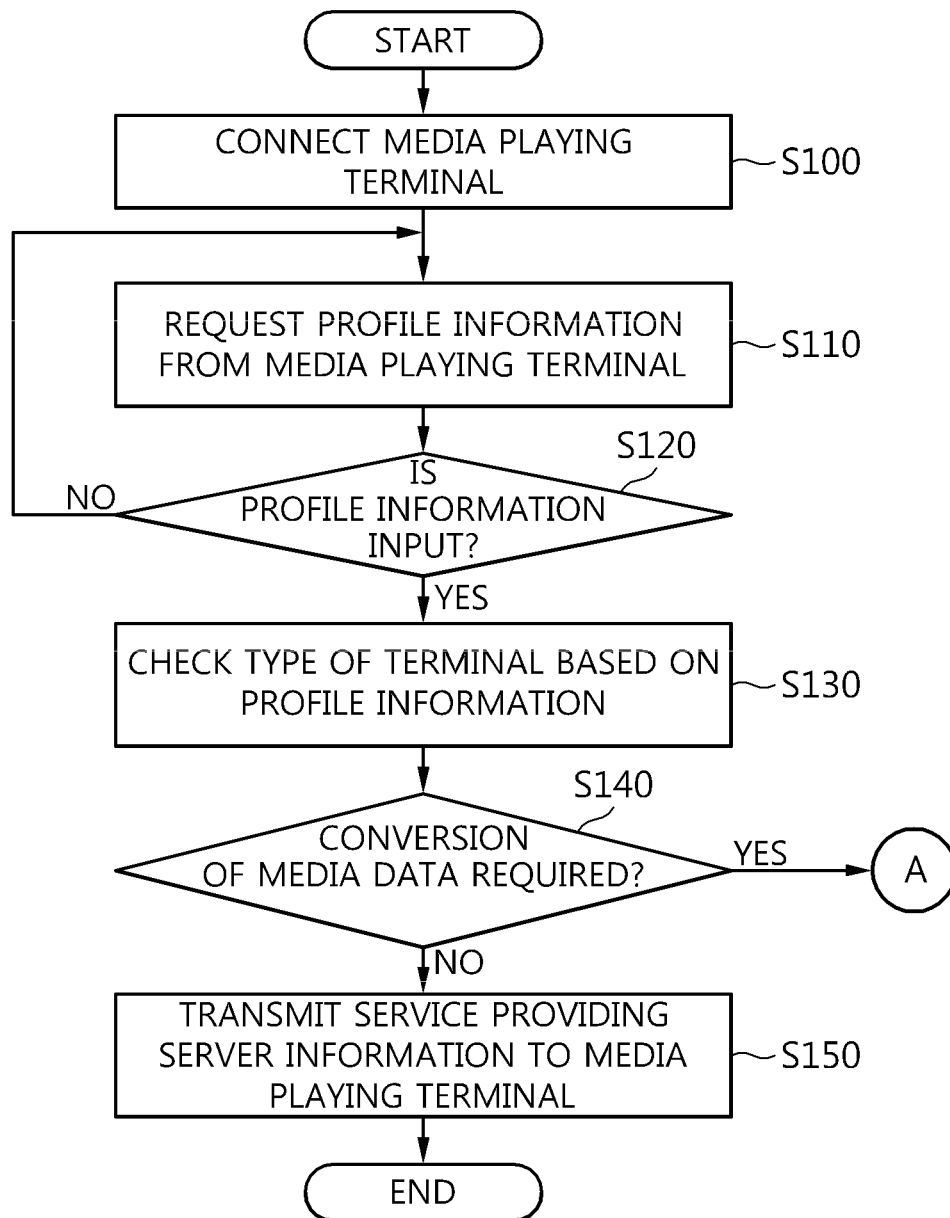 START
CONNECT MEDIA PLAYING
TERMINAL
S100
REQUEST PROFILE INFORMATION
FROM MEDIA PLAYING TERMINAL
S110
S120
IS
PROFILE INFORMATION
INPUT?
NO
YES
CHECK TYPE OF TERMINAL BASED ON
PROFILE INFORMATION
S130
S140
CONVERSION
OF MEDIA DATA REQUIRED?
YES
A
NO
TRANSMIT SERVICE PROVIDING
SERVER INFORMATION TO MEDIA
PLAYING TERMINAL
S150
END